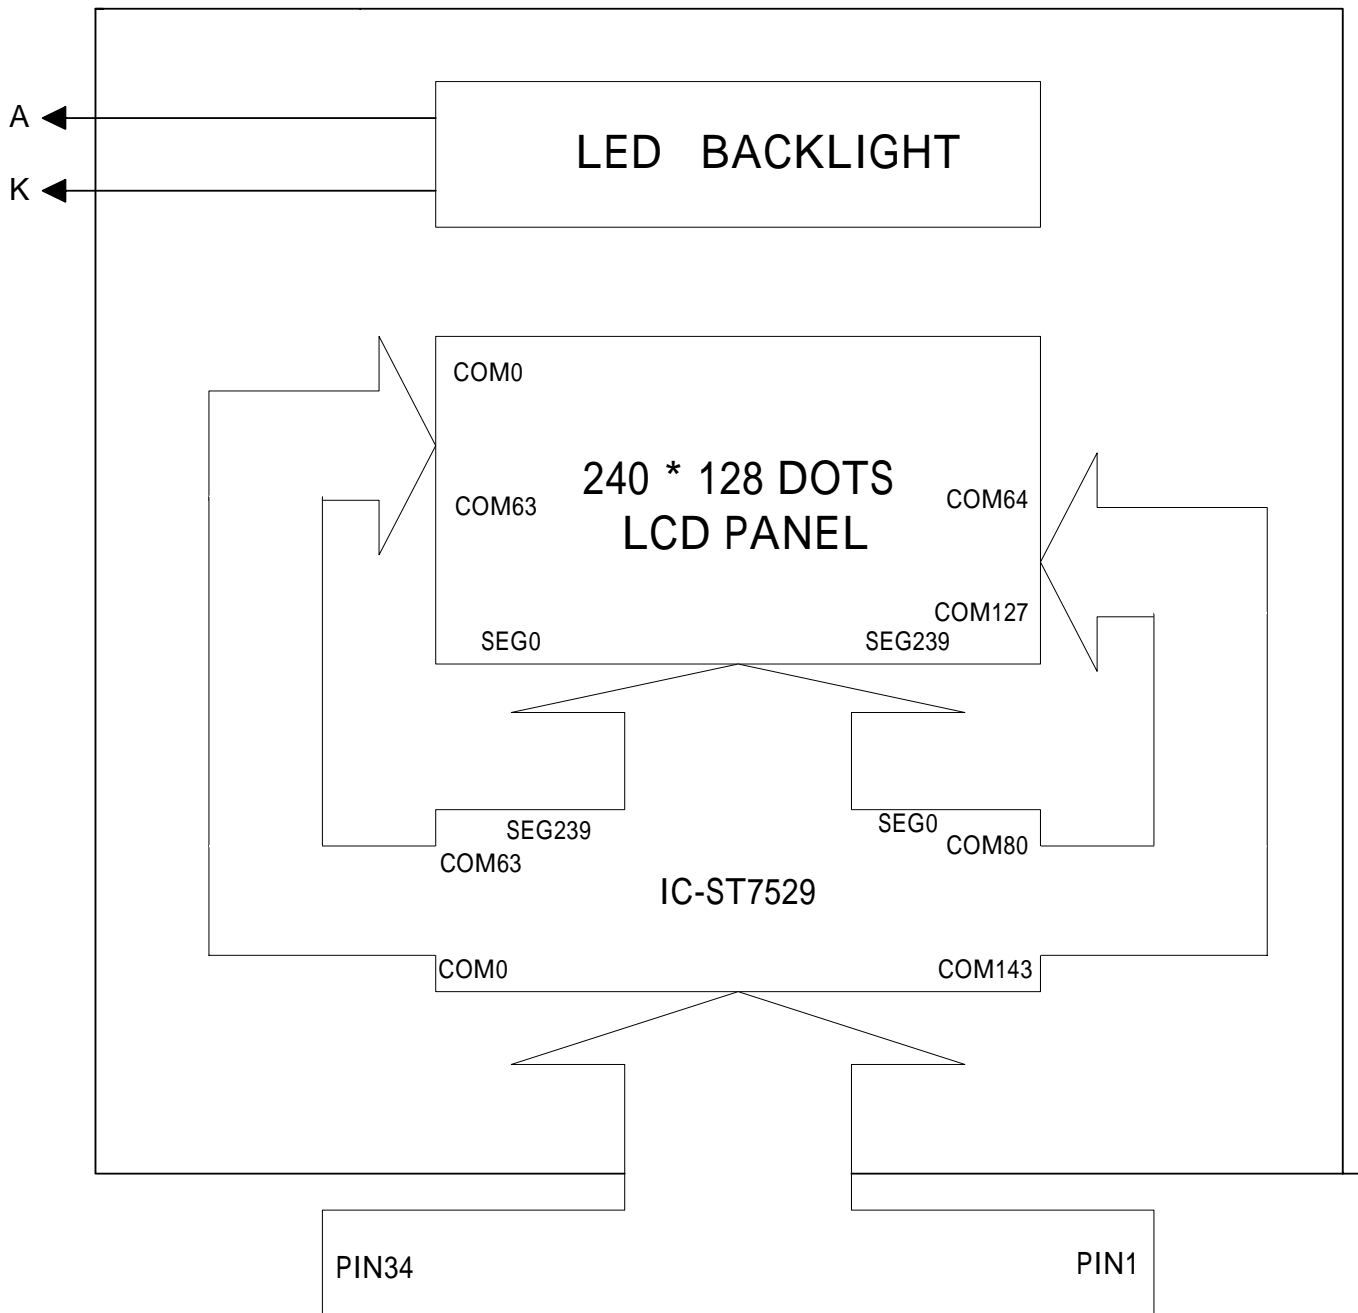 A
LED BACKLIGHT
K
COM0
240 * 128 DOTS
COM63
COM64
LCD PANEL
COM127
SEG0
SEG239
SEG239
SEG0
COM63
COM80
IC-ST7529
COM0
COM143
PIN34
PIN1